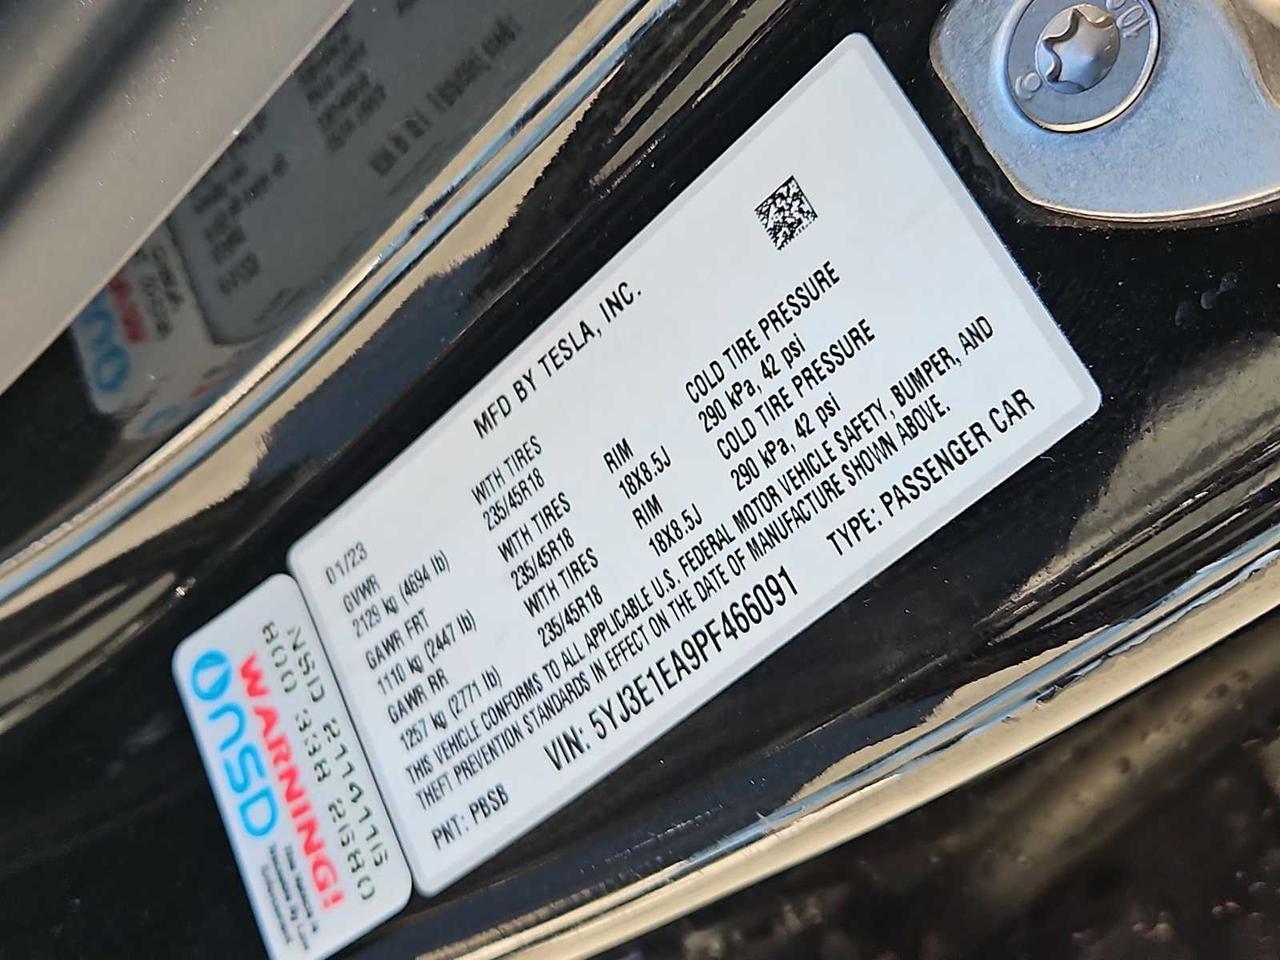 MFD BY TESLA, INC.
01/23
GVWR WITH TIRES RIM COLD TIRE PRESSURE
2129 kg (4694 lb) 235/45R18 18X8.5J 290 kPa, 42 psi
GAWR FRT WITH TIRES RIM COLD TIRE PRESSURE
1110 kg (2447 lb) 235/45R18 18X8.5J 290 kPa, 42 psi
GAWR RR WITH TIRES
1257 kg (2771 lb) 235/45R18
THIS VEHICLE CONFORMS TO ALL APPLICABLE U.S. FEDERAL MOTOR VEHICLE SAFETY, BUMPER, AND
THEFT PREVENTION STANDARDS IN EFFECT ON THE DATE OF MANUFACTURE SHOWN ABOVE.
VIN: 5YJ3E1EA9PF466091 TYPE: PASSENGER CAR
PNT: PBSB
NSD
WARNING!